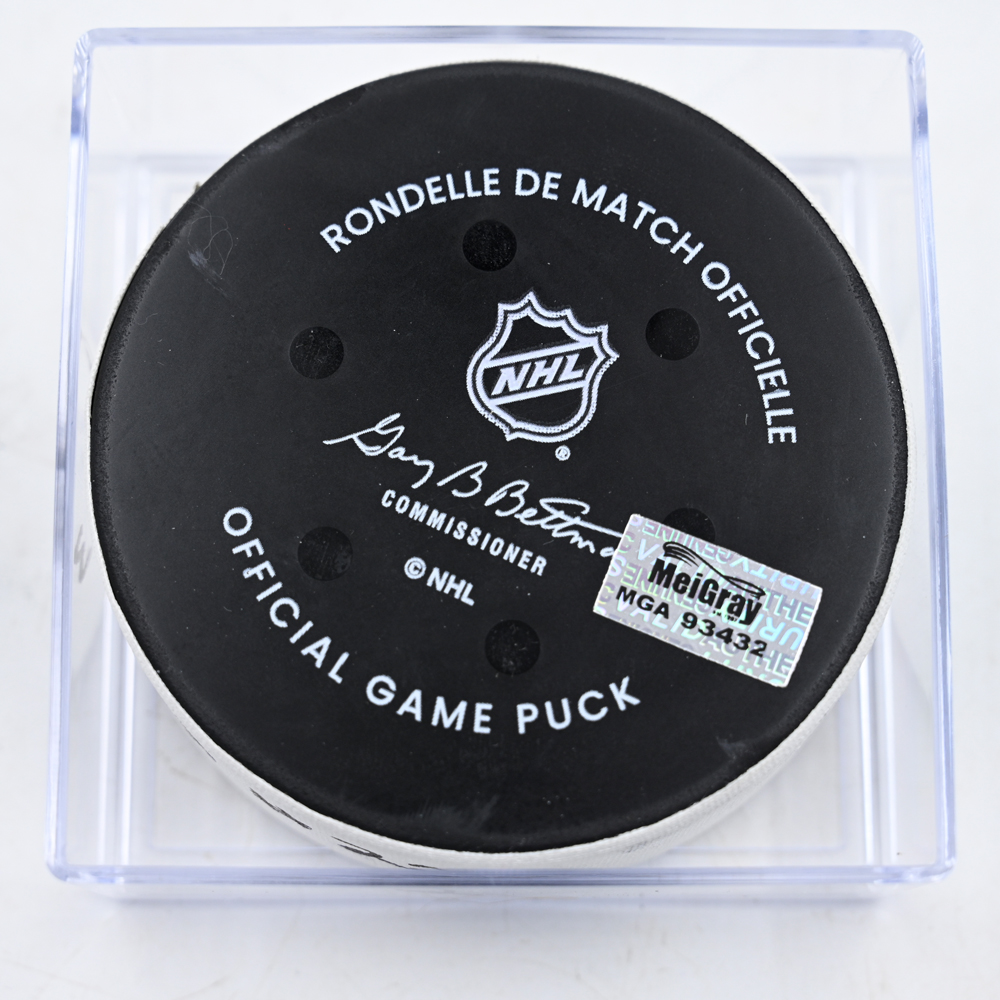 RONDELLE DE MATCH OFFICIELLE
NHL
®
Gary B Bettman
COMMISSIONER
© NHL
OFFICIAL GAME PUCK
MeiGray
MGA 93432